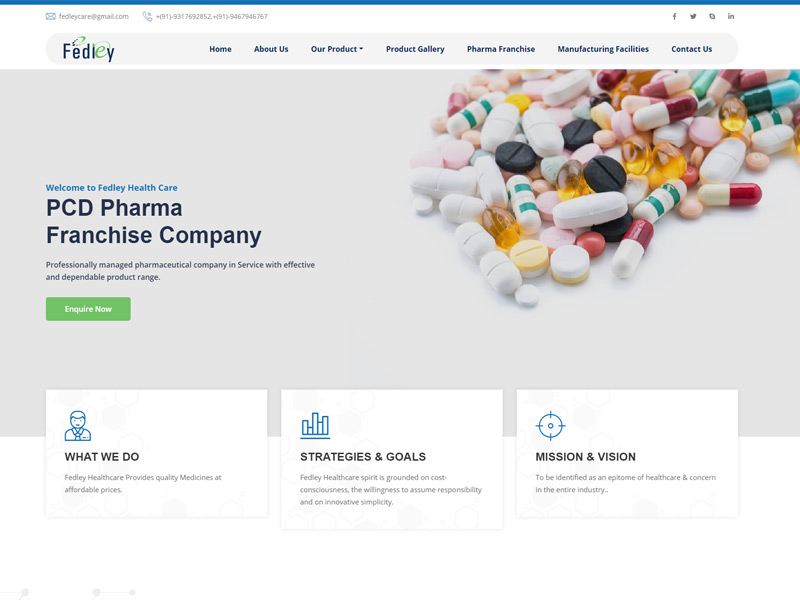 fedleycare@gmail.com +(91)-9317692852,+(91)-9467946767
Fedley
Home About Us Our Product Product Gallery Pharma Franchise Manufacturing Facilities Contact Us
Welcome to Fedley Health Care
PCD Pharma
Franchise Company
Professionally managed pharmaceutical company in Service with effective
and dependable product range.
Enquire Now
WHAT WE DO
Fedley Healthcare Provides quality Medicines at
affordable prices.
STRATEGIES & GOALS
Fedley Healthcare spirit is grounded on cost-
consciousness, the willingness to assume responsibility
and on innovative simplicity.
MISSION & VISION
To be identified as an epitome of healthcare & concern
in the entire industry..